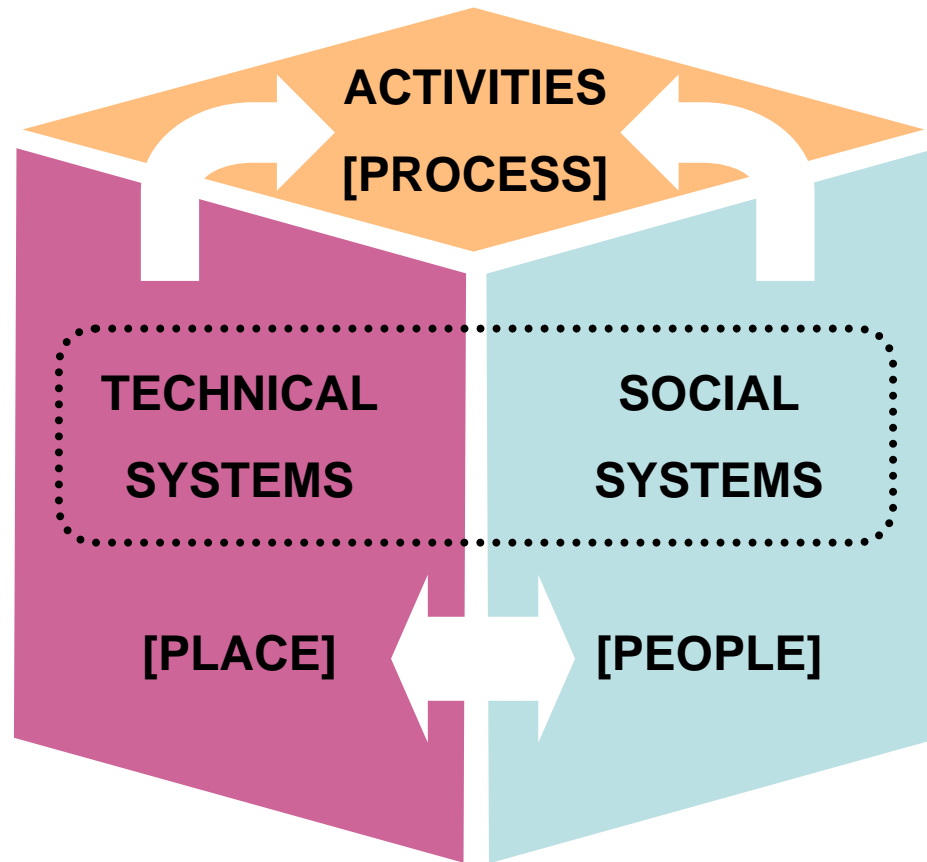 ACTIVITIES
[PROCESS]
TECHNICAL
SYSTEMS
SOCIAL
SYSTEMS
[PLACE]
[PEOPLE]